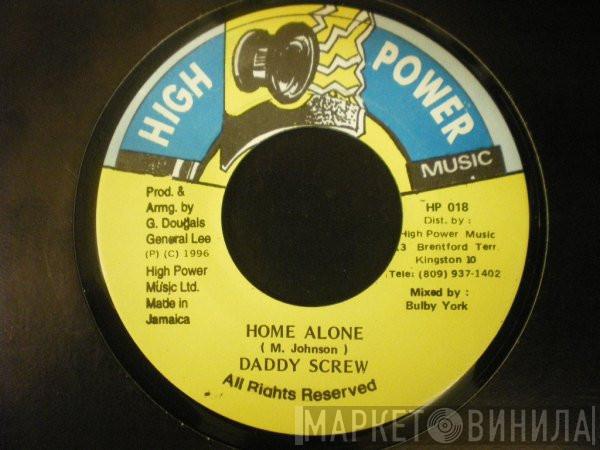 HIGH
POWER
MUSIC
Prod. &
Arrng. by
G. Douglais
General Lee
(P) (C) 1996
High Power
Music Ltd.
Made in
Jamaica
HP 018
Dist. by :
High Power Music
13 Brentford Terr.
Kingston 10
Tele: (809) 937-1402
Mixed by :
Bulby York
HOME ALONE
( M. Johnson )
DADDY SCREW
All Rights Reserved
МАРКЕТ ВИНИЛА